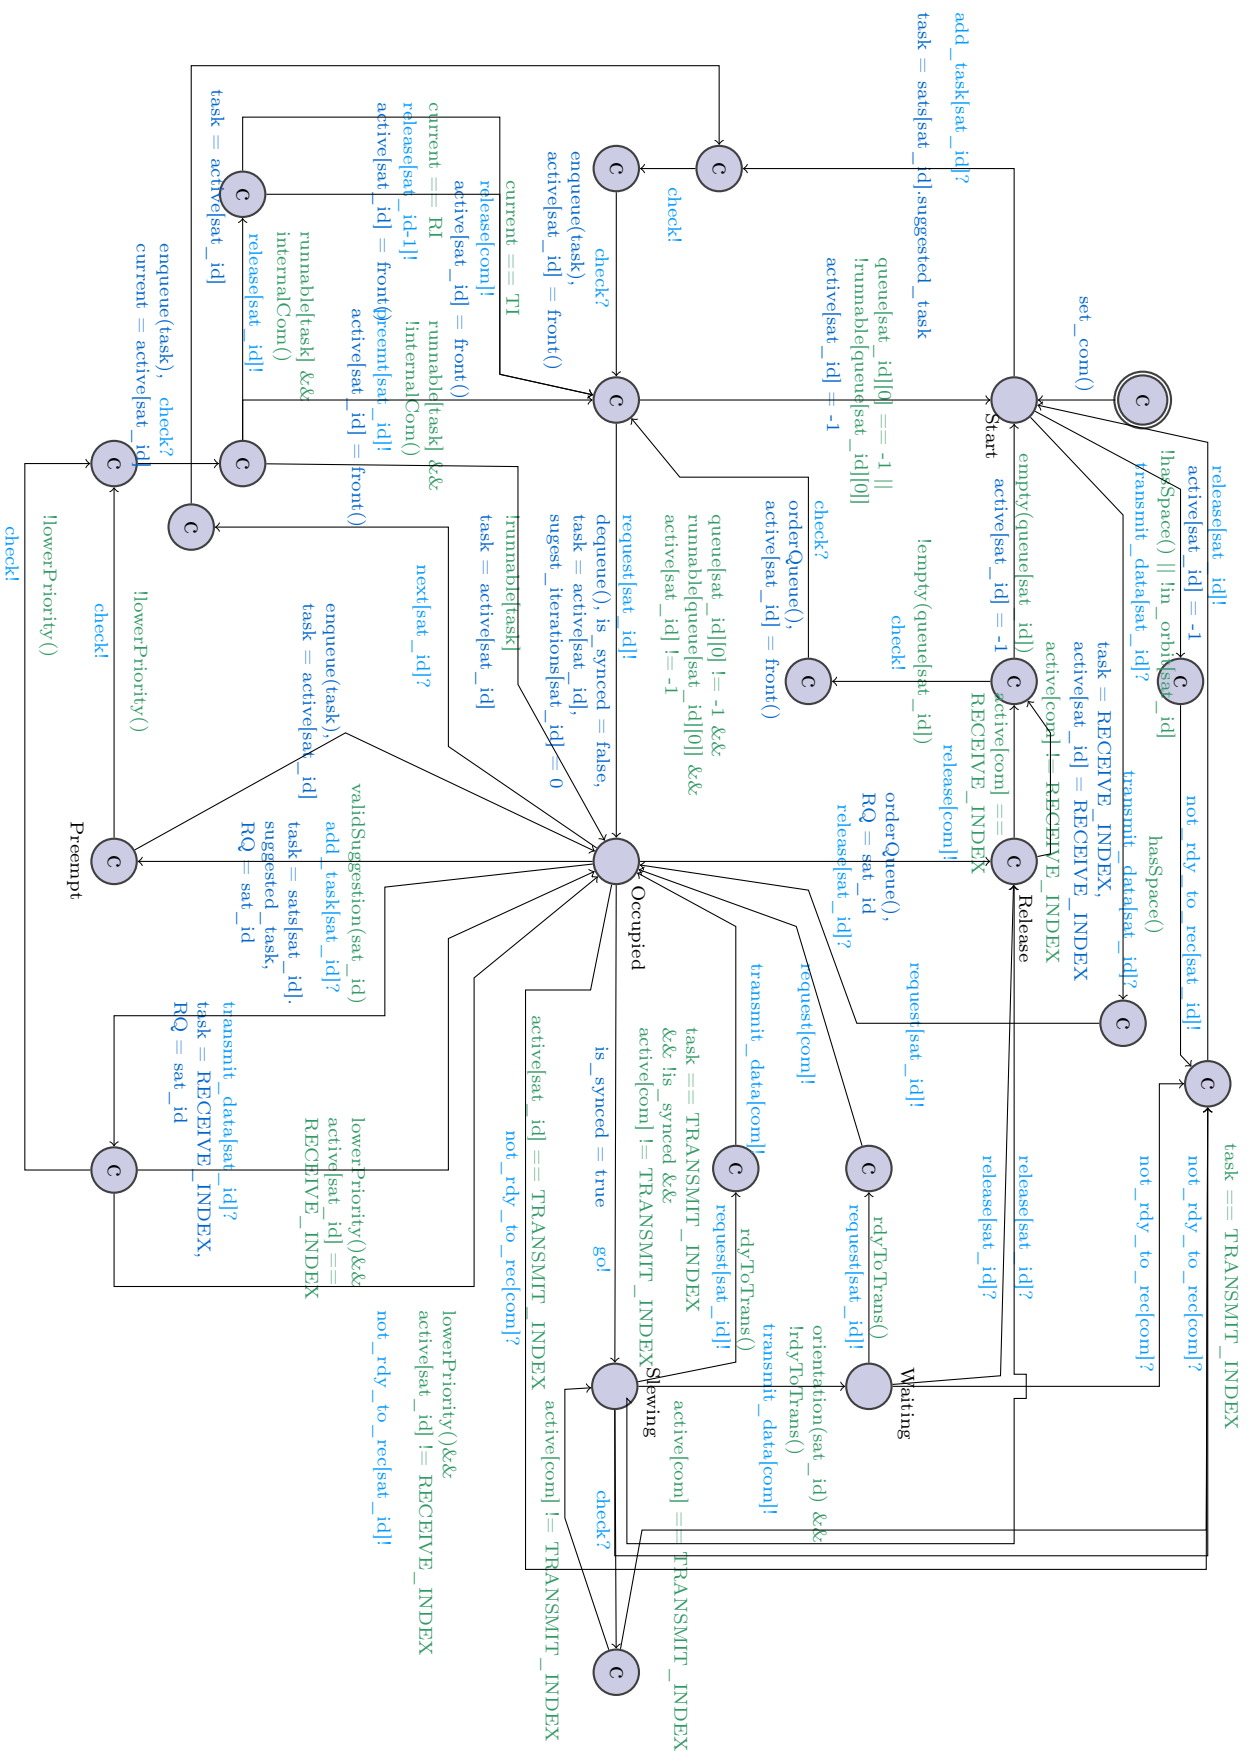 add_task[sat_id]?
task = sats[sat_id].suggested_task
set_com()
c
Start
release[sat_id]!
active[sat_id] = -1
!hasSpace() || !in_orbit[sat_id]
transmit_data[sat_id]?
c
not_rdy_to_rec[sat_id]!
hasSpace()
transmit_data[sat_id]?
task = RECEIVE_INDEX,
active[sat_id] = RECEIVE_INDEX
c
c
task == TRANSMIT_INDEX
not_rdy_to_rec[com]?
not_rdy_to_rec[com]?
release[sat_id]?
release[sat_id]?
empty(queue[sat_id])
active[sat_id] = -1
c
active[com] != RECEIVE_INDEX
active[com] ==
RECEIVE_INDEX
release[com]!
c
Release
!empty(queue[sat_id])
check!
orderQueue(),
RQ = sat_id
release[sat_id]?
request[sat_id]!
queue[sat_id][0] == -1 ||
!runnable[queue[sat_id][0]]
active[sat_id] = -1
check?
orderQueue(),
active[sat_id] = front()
c
c
check!
c
check?
enqueue(task),
active[sat_id] = front()
c
queue[sat_id][0] != -1 &&
runnable[queue[sat_id][0]] &&
active[sat_id] != -1
request[sat_id]!
dequeue(), is_synced = false,
task = active[sat_id],
sugest_iterations[sat_id] = 0
c
Occupied
request[com]!
c
rdyToTrans()
request[sat_id]!
Waiting
transmit_data[com]!
c
rdyToTrans()
request[sat_id]!
orientation(sat_id) &&
!rdyToTrans()
transmit_data[com]!
task == TRANSMIT_INDEX
&& !is_synced &&
active[com] != TRANSMIT_INDEX
is_synced = true
go!
Slewing
active[com] == TRANSMIT_INDEX
check?
c
active[com] != TRANSMIT_INDEX
active[sat_id] == TRANSMIT_INDEX
not_rdy_to_rec[com]?
current == TI
release[com]!
active[sat_id] = front()
current == RI
release[sat_id-1]!
active[sat_id] = front()
c
task = active[sat_id]
runnable[task] &&
!internalCom()
preemt[sat_id]!
active[sat_id] = front()
runnable[task] &&
internalCom()
release[sat_id]!
c
!runnable[task]
task = active[sat_id]
next[sat_id]?
c
enqueue(task),
current = active[sat_id]
check?
c
!lowerPriority()
check!
!lowerPriority()
check!
enqueue(task),
task = active[sat_id]
c
Preempt
validSuggestion(sat_id)
add_task[sat_id]?
task = sats[sat_id].
suggested_task,
RQ = sat_id
transmit_data[sat_id]?
task = RECEIVE_INDEX,
RQ = sat_id
c
lowerPriority()&&
active[sat_id] ==
RECEIVE_INDEX
lowerPriority()&&
active[sat_id] != RECEIVE_INDEX
not_rdy_to_rec[sat_id]!